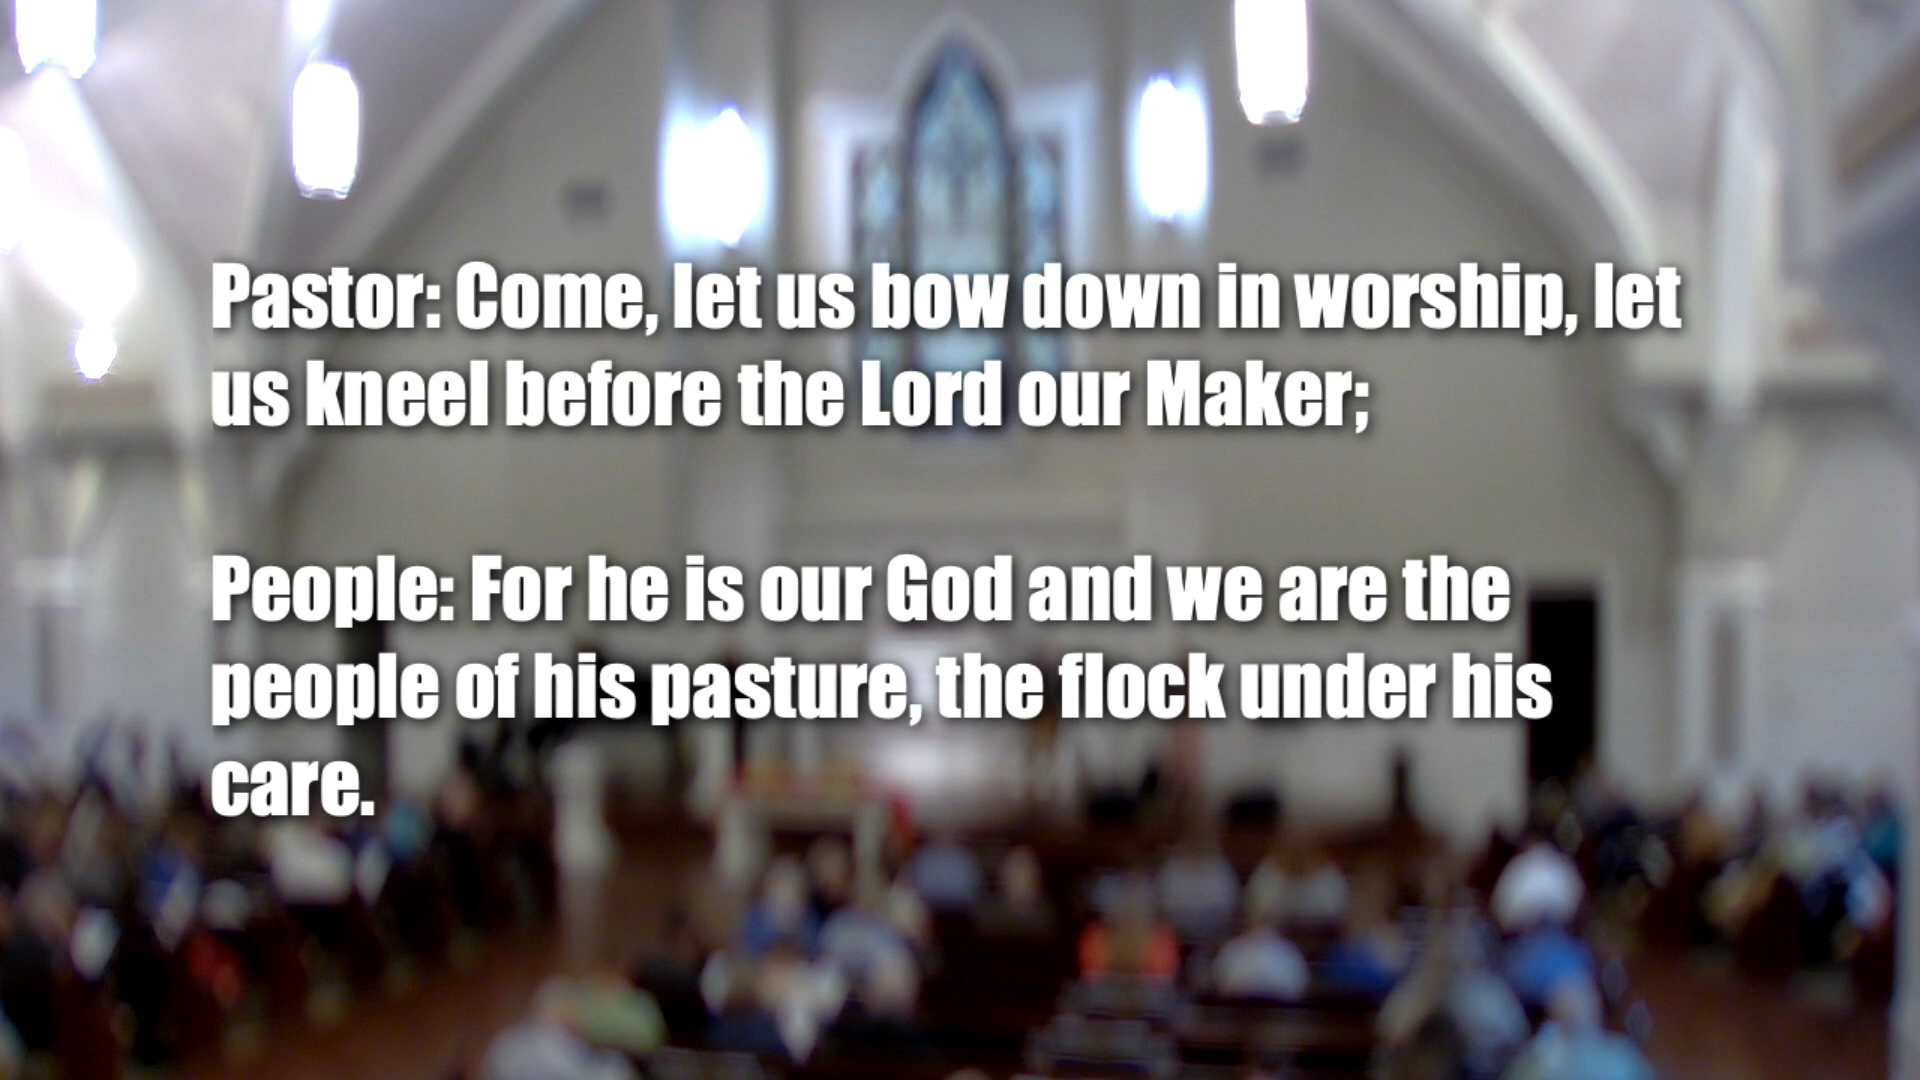 Pastor: Come, let us bow down in worship, let
us kneel before the Lord our Maker;
People: For he is our God and we are the
people of his pasture, the flock under his
care.